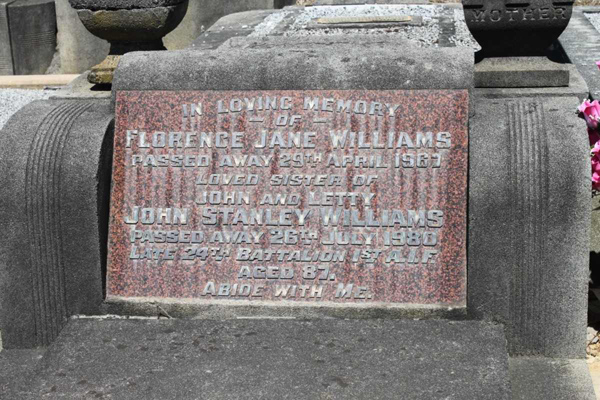 MOTHER
IN LOVING MEMORY
— OF —
FLORENCE JANE WILLIAMS
PASSED AWAY 29TH APRIL 1967
LOVED SISTER OF
JOHN AND LETTY
JOHN STANLEY WILLIAMS
PASSED AWAY 26TH JULY 1980
LATE 24TH BATTALION 1ST A.I.F
AGED 87.
ABIDE WITH ME.